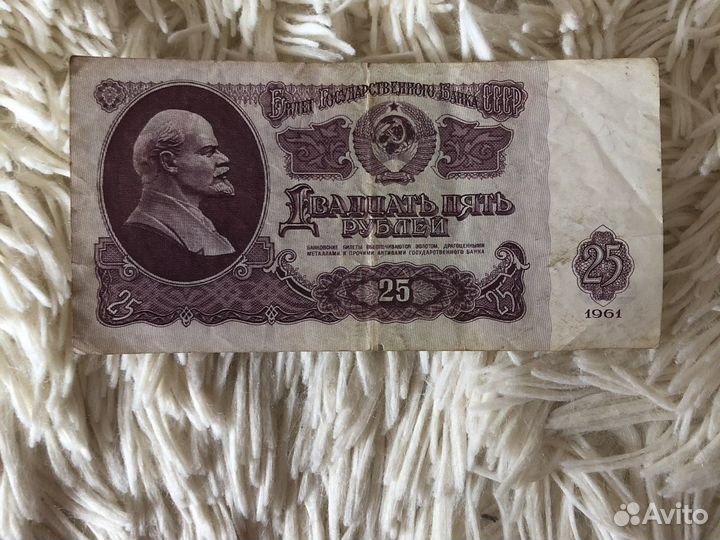 Билет Государственного Банка СССР
Двадцать пять
рублей
БАНКОВСКИЕ БИЛЕТЫ ОБЕСПЕЧИВАЮТСЯ ЗОЛОТОМ, ДРАГОЦЕННЫМИ
МЕТАЛЛАМИ И ПРОЧИМИ АКТИВАМИ ГОСУДАРСТВЕННОГО БАНКА
25
25
25
25
1961
Avito